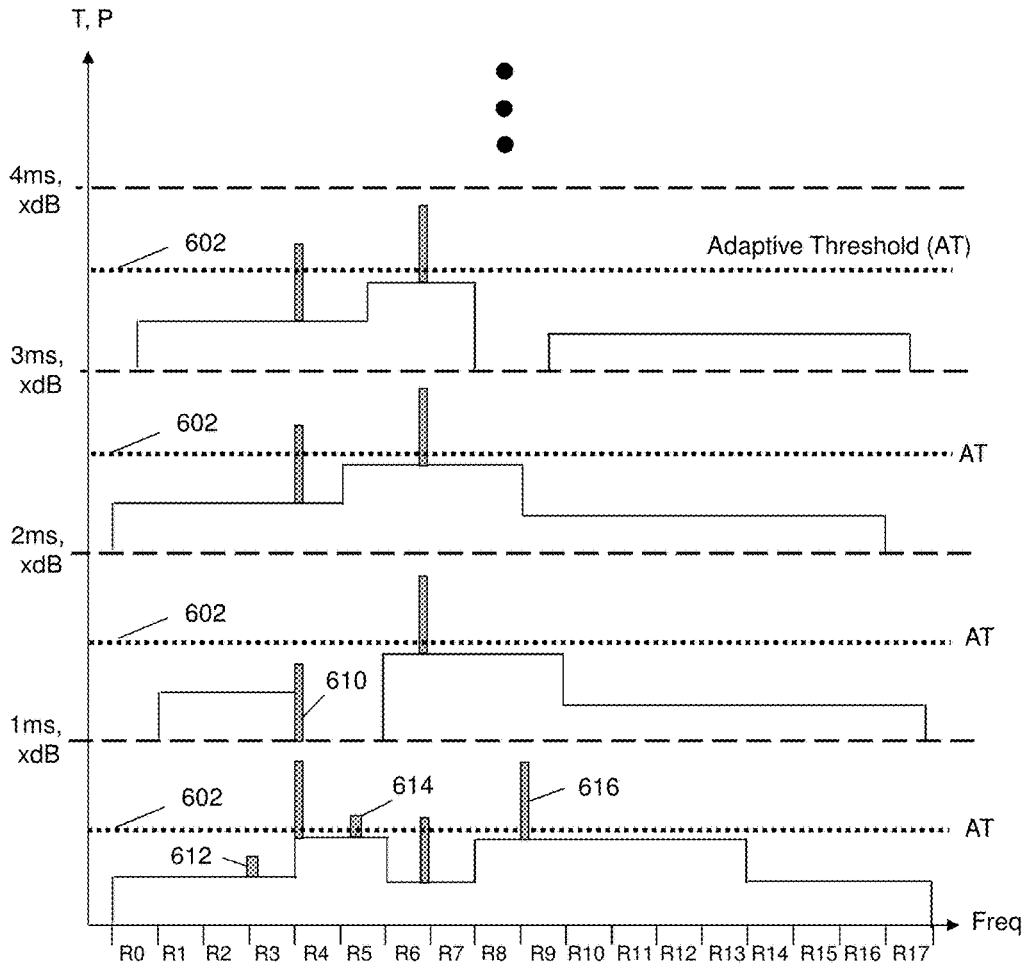 T, P
4ms,
xdB
602
Adaptive Threshold (AT)
3ms,
xdB
602
AT
2ms,
xdB
602
AT
610
1ms,
xdB
602
614
616
AT
612
Freq
R0 R1 R2 R3 R4 R5 R6 R7 R8 R9 R10 R11 R12 R13 R14 R15 R16 R17